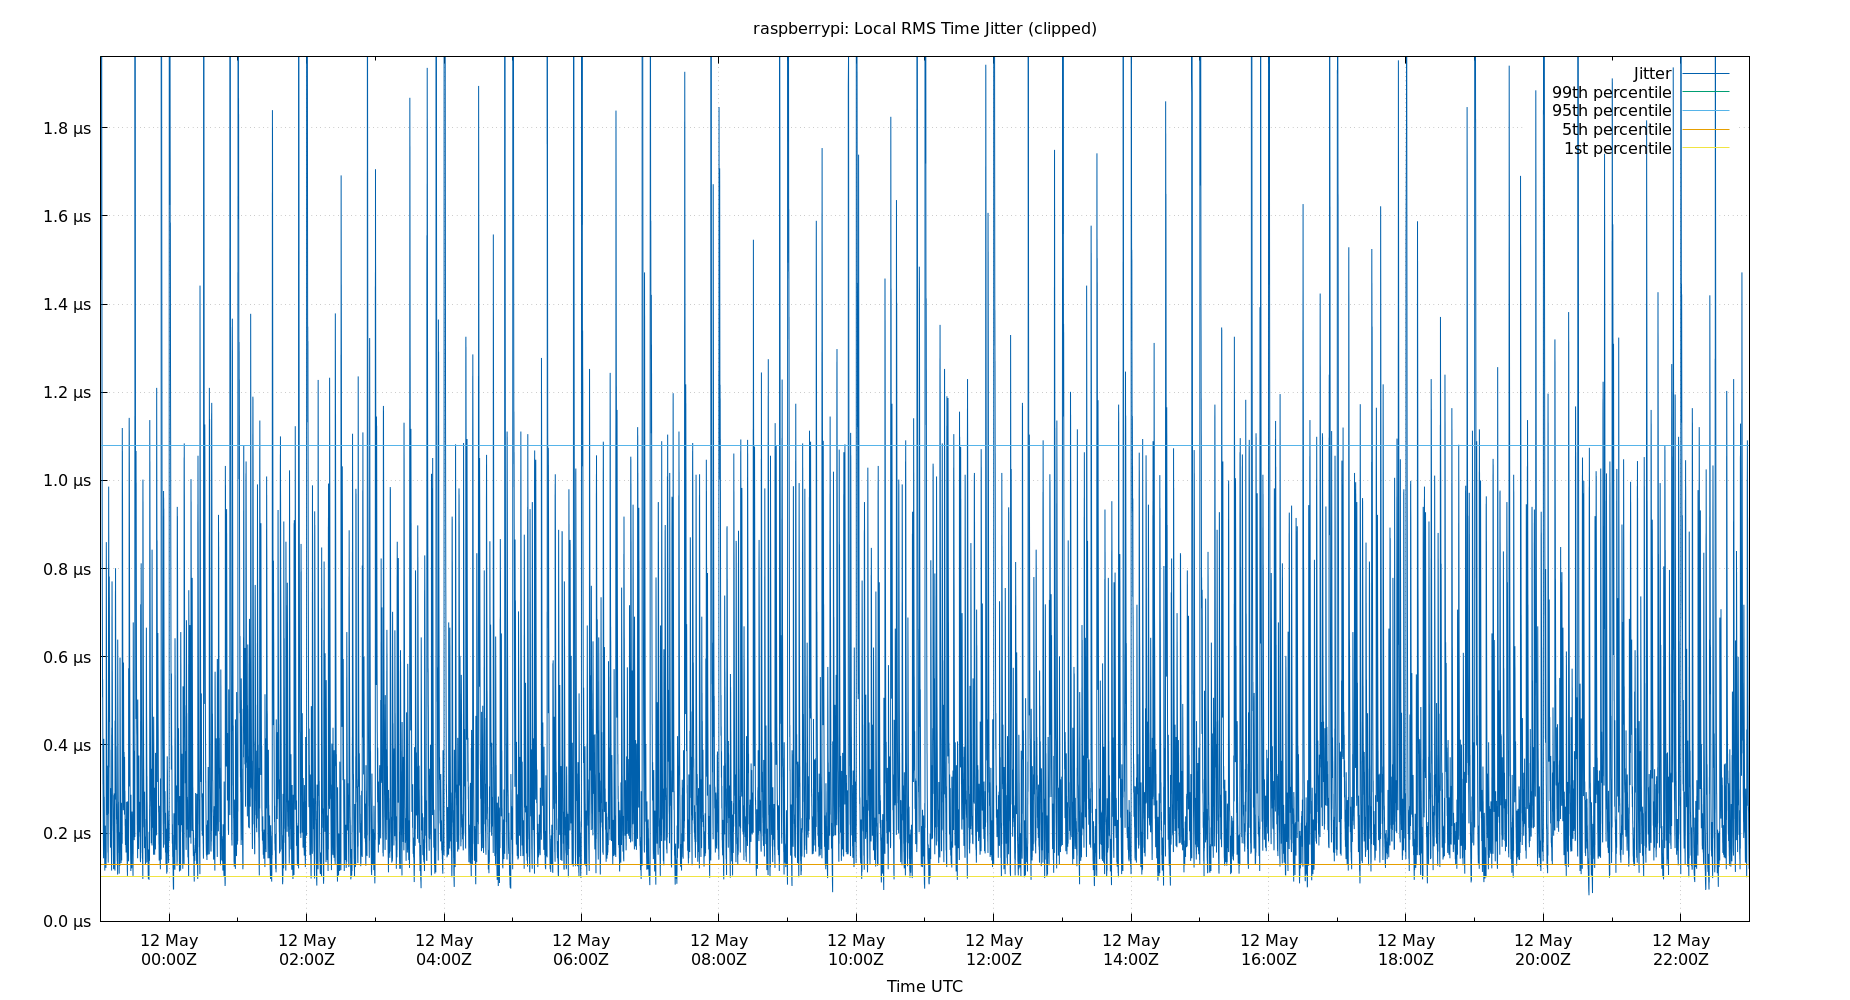 raspberrypi: Local RMS Time Jitter (clipped)
Jitter
99th percentile
95th percentile
5th percentile
1st percentile
1.8 µs
1.6 µs
1.4 µs
1.2 µs
1.0 µs
0.8 µs
0.6 µs
0.4 µs
0.2 µs
0.0 µs
12 May 12 May 12 May 12 May 12 May 12 May 12 May 12 May 12 May 12 May 12 May 12 May
00:00Z 02:00Z 04:00Z 06:00Z 08:00Z 10:00Z 12:00Z 14:00Z 16:00Z 18:00Z 20:00Z 22:00Z
Time UTC